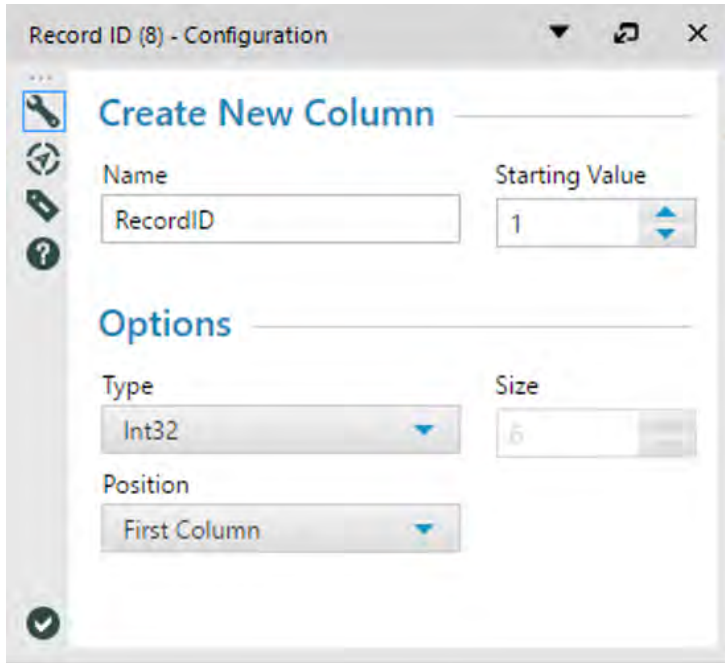 Record ID (8) - Configuration
Create New Column
Name
Starting Value
RecordID
1
Options
Type
Size
Int32
6
Position
First Column